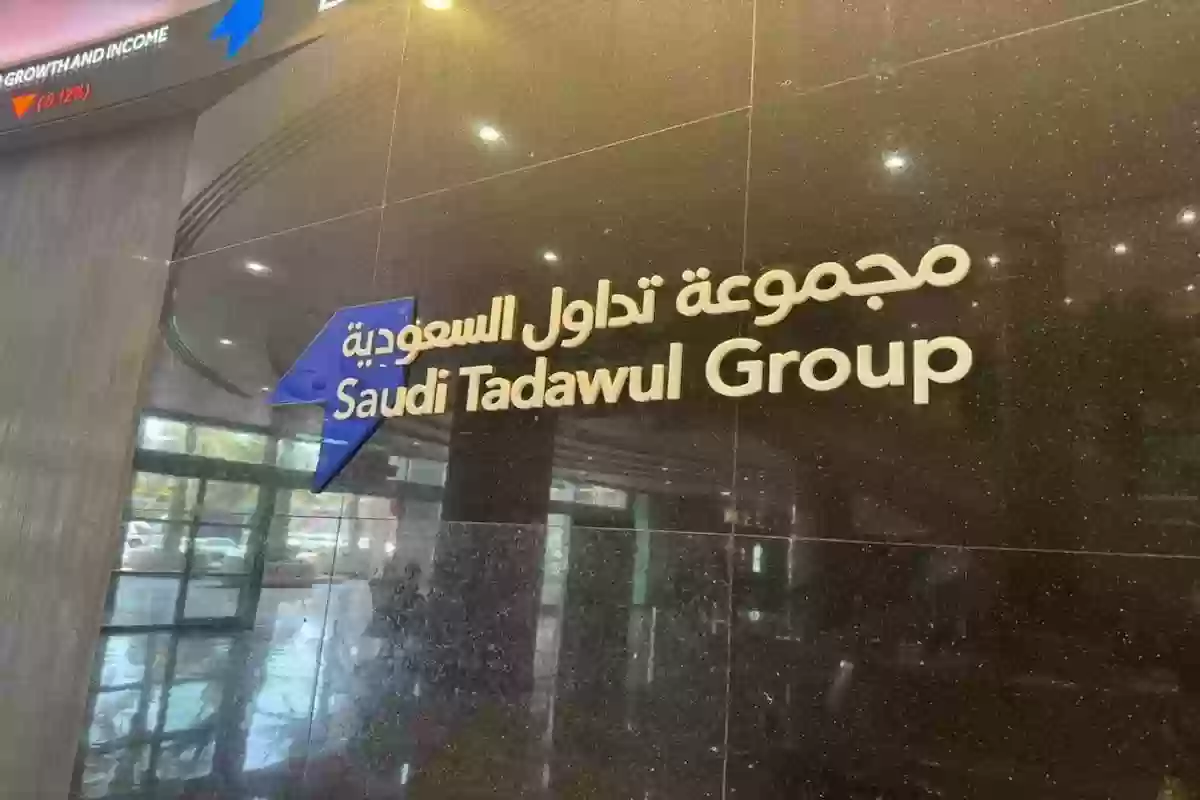 GROWTH AND INCOME
(0.12%)
مجموعة تداول السعودية
Saudi Tadawul Group